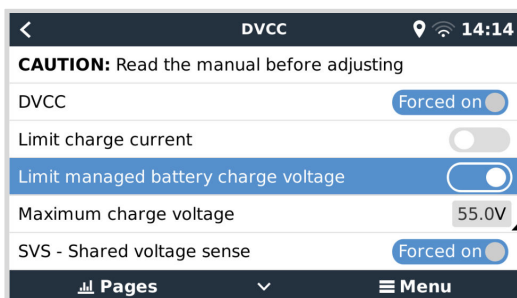 DVCC 14:14
CAUTION: Read the manual before adjusting
DVCC Forced on
Limit charge current
Limit managed battery charge voltage
Maximum charge voltage 55.0V
SVS - Shared voltage sense Forced on
Pages Menu